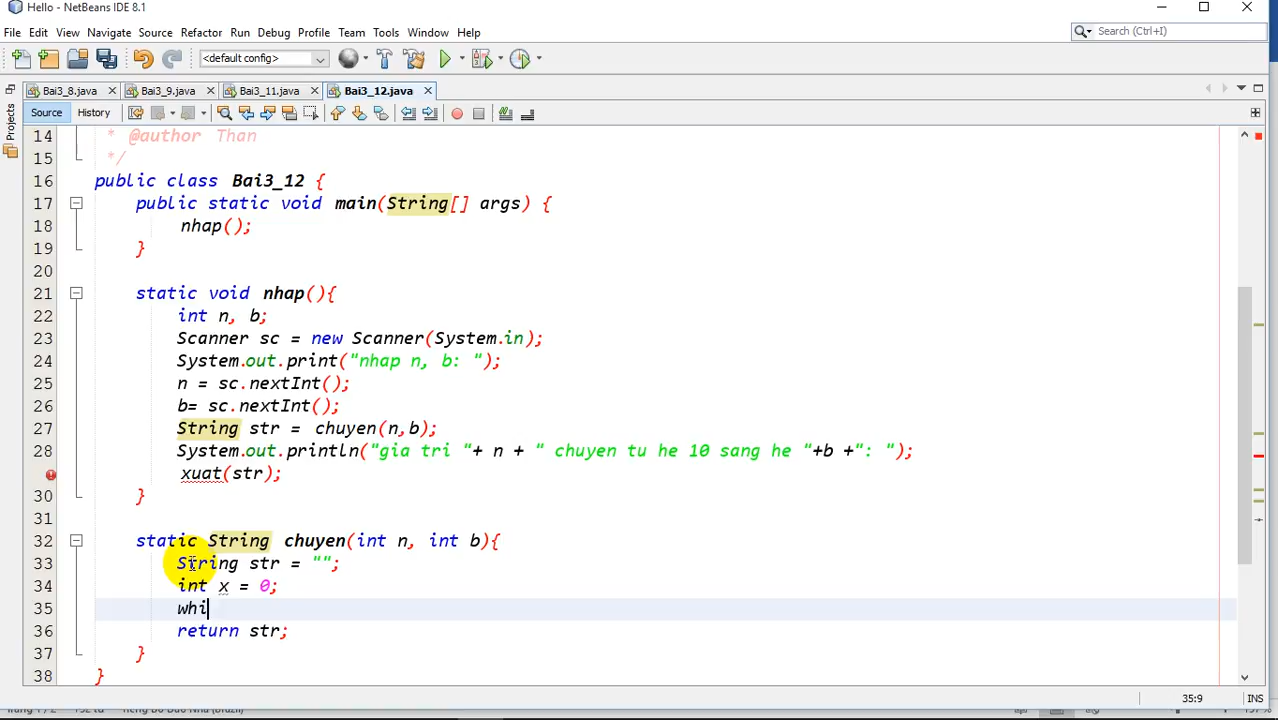 Hello - NetBeans IDE 8.1
File Edit View Navigate Source Refactor Run Debug Profile Team Tools Window Help
Search (Ctrl+I)
<default config>
Bai3_8.java Bai3_9.java Bai3_11.java Bai3_12.java
Source History
Projects
14 * @author Than
15 */
16 public class Bai3_12 {
17 public static void main(String[] args) {
18 nhap();
19 }
20
21 static void nhap(){
22 int n, b;
23 Scanner sc = new Scanner(System.in);
24 System.out.print("nhap n, b: ");
25 n = sc.nextInt();
26 b= sc.nextInt();
27 String str = chuyen(n,b);
28 System.out.println("gia tri "+ n + " chuyen tu he 10 sang he "+b +": ");
xuat(str);
30 }
31
32 static String chuyen(int n, int b){
33 String str = "";
34 int x = 0;
35 whi
36 return str;
37 }
38 }
35:9 INS